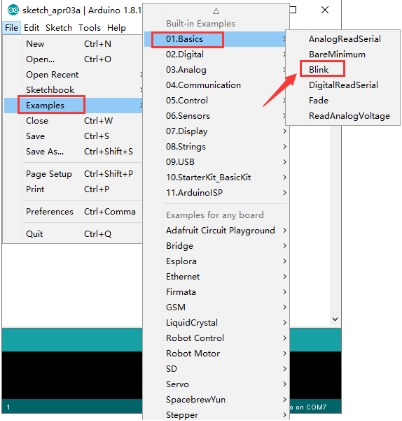 sketch_apr03a | Arduino 1.8.1
File Edit Sketch Tools Help
New Ctrl+N
Open... Ctrl+O
Open Recent
Sketchbook
Examples
Close Ctrl+W
Save Ctrl+S
Save As... Ctrl+Shift+S
Page Setup Ctrl+Shift+P
Print Ctrl+P
Preferences Ctrl+Comma
Quit Ctrl+Q
Built-in Examples
01.Basics
02.Digital
03.Analog
04.Communication
05.Control
06.Sensors
07.Display
08.Strings
09.USB
10.StarterKit_BasicKit
11.ArduinoISP
Examples for any board
Adafruit Circuit Playground
Bridge
Esplora
Ethernet
Firmata
GSM
LiquidCrystal
Robot Control
Robot Motor
SD
Servo
SpacebrewYun
Stepper
AnalogReadSerial
BareMinimum
Blink
DigitalReadSerial
Fade
ReadAnalogVoltage
1
on COM7